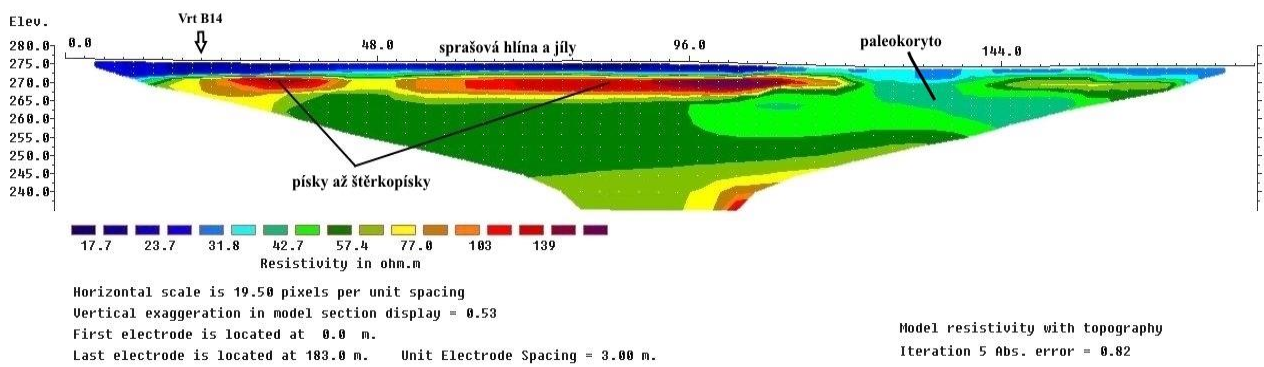 Vrt B14
Elev.
280.0 0.0 48.0 sprašová hlína a jíly 96.0 paleokoryto 144.0
275.0
270.0
265.0
260.0
255.0
250.0
245.0
240.0
písky až štěrkopísky
17.7 23.7 31.8 42.7 57.4 77.0 103 139
Resistivity in ohm.m
Horizontal scale is 19.50 pixels per unit spacing
Vertical exaggeration in model section display = 0.53
First electrode is located at 0.0 m.
Last electrode is located at 183.0 m. Unit Electrode Spacing = 3.00 m.
Model resistivity with topography
Iteration 5 Abs. error = 0.82